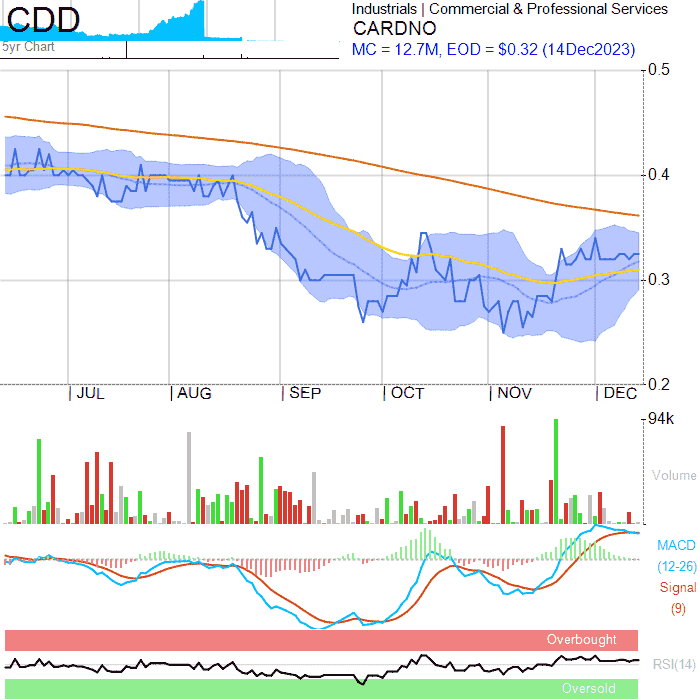 CDD
5yr Chart
Industrials | Commercial & Professional Services
CARDNO
MC = 12.7M, EOD = $0.32 (14Dec2023)
0.5
0.4
0.3
0.2
JUL
AUG
SEP
OCT
NOV
DEC
94k
Volume
MACD
(12-26)
Signal
(9)
Overbought
RSI(14)
Oversold